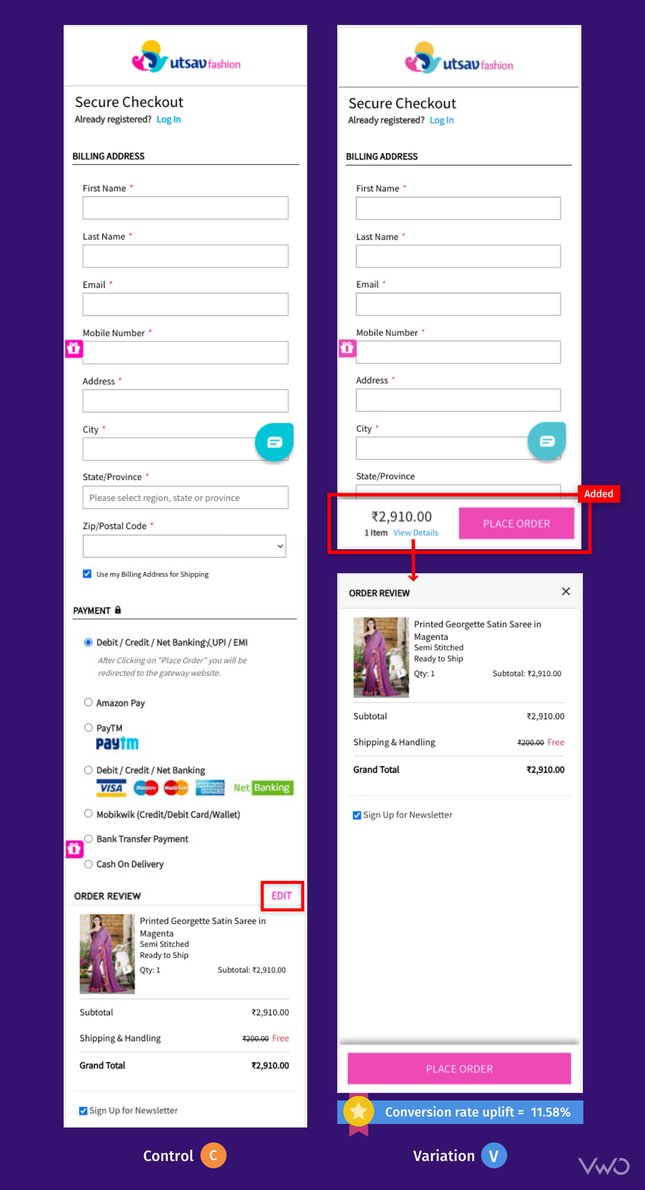 utsav fashion
Secure Checkout
Already registered? Log In
BILLING ADDRESS
First Name *
Last Name *
Email *
Mobile Number *
Address *
City *
State/Province *
Please select region, state or province
Zip/Postal Code *
Use my Billing Address for Shipping
PAYMENT
Debit / Credit / Net Banking/UPI / EMI
After Clicking on "Place Order" you will be
redirected to the gateway website.
Amazon Pay
PayTM
paytm
Debit / Credit / Net Banking
VISA Maestro MasterCard AMERICAN EXPRESS Net Banking
Mobikwik (Credit/Debit Card/Wallet)
Bank Transfer Payment
Cash On Delivery
ORDER REVIEW EDIT
Printed Georgette Satin Saree in
Magenta
Semi Stitched
Ready to Ship
Qty: 1 Subtotal: ₹2,910.00
Subtotal ₹2,910.00
Shipping & Handling ₹200.00 Free
Grand Total ₹2,910.00
Sign Up for Newsletter
Control C
utsav fashion
Secure Checkout
Already registered? Log In
BILLING ADDRESS
First Name *
Last Name *
Email *
Mobile Number *
Address *
City *
State/Province
Added
₹2,910.00
1 Item View Details
PLACE ORDER
ORDER REVIEW ×
Printed Georgette Satin Saree in
Magenta
Semi Stitched
Ready to Ship
Qty: 1 Subtotal: ₹2,910.00
Subtotal ₹2,910.00
Shipping & Handling ₹200.00 Free
Grand Total ₹2,910.00
Sign Up for Newsletter
PLACE ORDER
Conversion rate uplift = 11.58%
Variation V
VWO